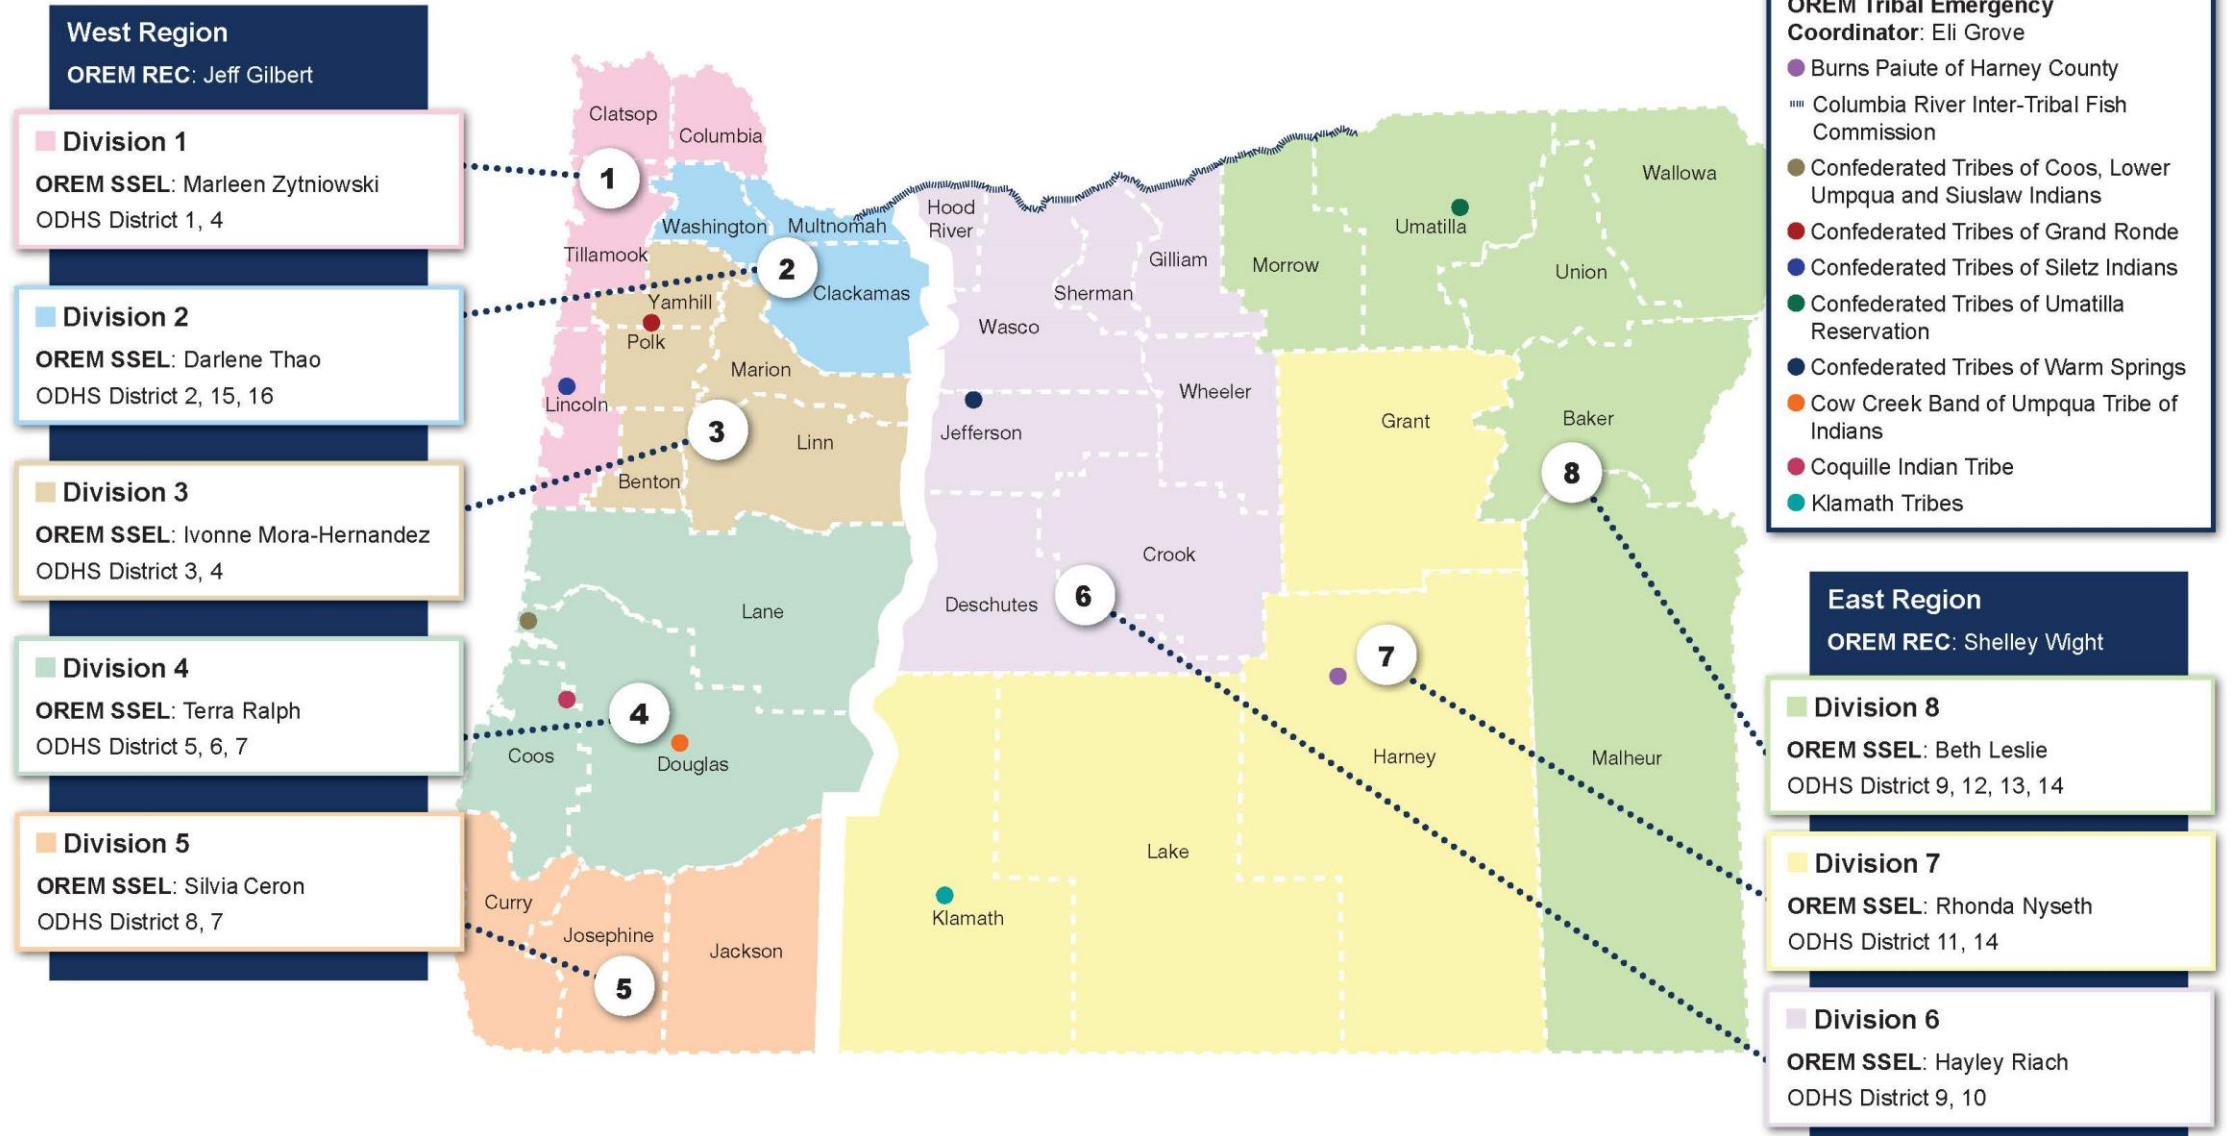 West Region
OREM REC: Jeff Gilbert
Division 1
OREM SSEL: Marleen Zytniowski
ODHS District 1, 4
Division 2
OREM SSEL: Darlene Thao
ODHS District 2, 15, 16
Division 3
OREM SSEL: Ivonne Mora-Hernandez
ODHS District 3, 4
Division 4
OREM SSEL: Terra Ralph
ODHS District 5, 6, 7
Division 5
OREM SSEL: Silvia Ceron
ODHS District 8, 7
Clatsop
Columbia
1
Tillamook
Washington
Multnomah
2
Clackamas
Yamhill
Polk
Marion
Lincoln
3
Linn
Benton
Lane
4
Coos
Douglas
Curry
Josephine
Jackson
5
Hood
River
Gilliam
Sherman
Wasco
Wheeler
Jefferson
Crook
Deschutes
6
Morrow
Umatilla
Wallowa
Union
Grant
Baker
8
7
Harney
Malheur
Lake
Klamath
OREM Tribal Emergency
Coordinator: Eli Grove
Burns Paiute of Harney County
Columbia River Inter-Tribal Fish
Commission
Confederated Tribes of Coos, Lower
Umpqua and Siuslaw Indians
Confederated Tribes of Grand Ronde
Confederated Tribes of Siletz Indians
Confederated Tribes of Umatilla
Reservation
Confederated Tribes of Warm Springs
Cow Creek Band of Umpqua Tribe of
Indians
Coquille Indian Tribe
Klamath Tribes
East Region
OREM REC: Shelley Wight
Division 8
OREM SSEL: Beth Leslie
ODHS District 9, 12, 13, 14
Division 7
OREM SSEL: Rhonda Nyseth
ODHS District 11, 14
Division 6
OREM SSEL: Hayley Riach
ODHS District 9, 10